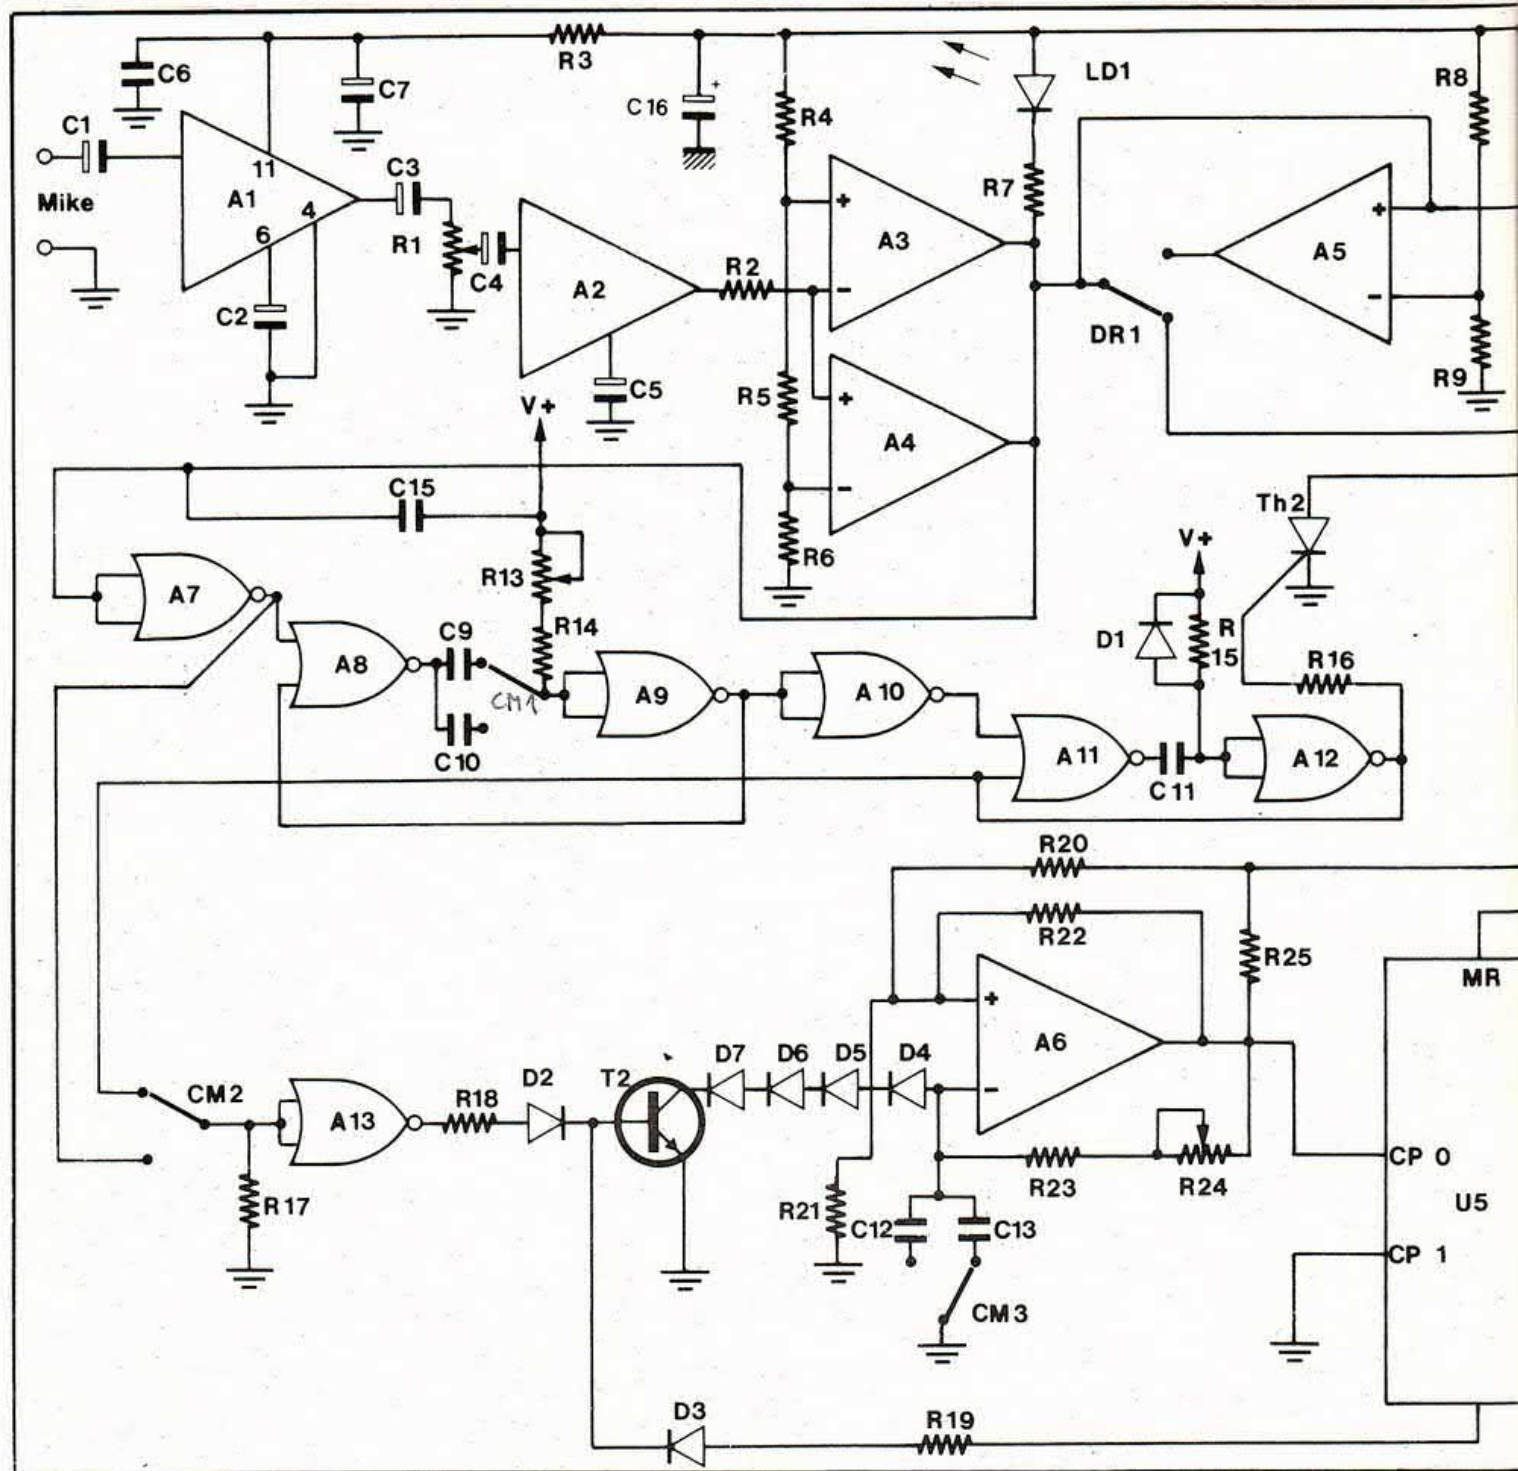 C6
C7
R3
C16
+
R4
LD1
R8
C1
Mike
11
A1
4
6
C2
C3
R1
C4
A2
R2
C5
V+
+
A3
−
R7
A5
+
−
DR1
R5
+
A4
−
R9
C15
R13
R6
Th2
V+
A7
R14
D1
R
15
R16
A8
C9
CM1
A9
A10
C10
A11
C11
A12
R20
R22
R25
MR
+
A6
−
CM2
A13
R18
D2
T2
D7
D6
D5
D4
R17
R21
C12
C13
R23
R24
CP 0
U5
CP 1
CM3
D3
R19